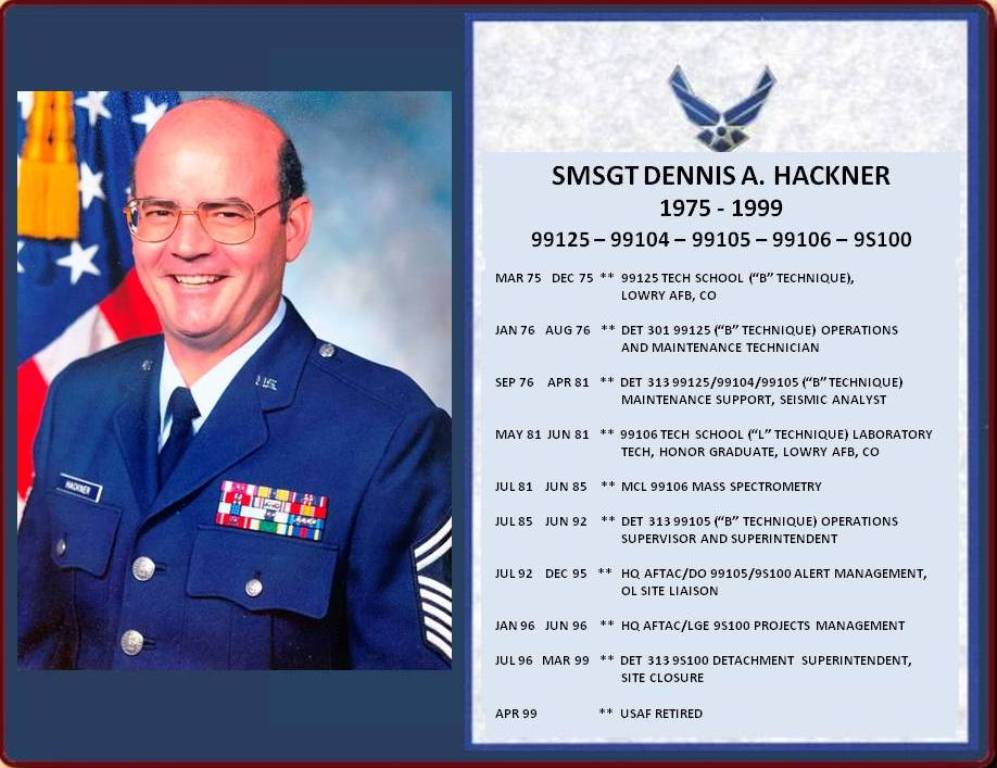 HACKNER
U.S.
SMSGT DENNIS A. HACKNER
1975 - 1999
99125 – 99104 – 99105 – 99106 – 9S100
MAR 75 DEC 75 ** 99125 TECH SCHOOL (“B” TECHNIQUE),
LOWRY AFB, CO
JAN 76 AUG 76 ** DET 301 99125 (“B” TECHNIQUE) OPERATIONS
AND MAINTENANCE TECHNICIAN
SEP 76 APR 81 ** DET 313 99125/99104/99105 (“B” TECHNIQUE)
MAINTENANCE SUPPORT, SEISMIC ANALYST
MAY 81 JUN 81 ** 99106 TECH SCHOOL (“L” TECHNIQUE) LABORATORY
TECH, HONOR GRADUATE, LOWRY AFB, CO
JUL 81 JUN 85 ** MCL 99106 MASS SPECTROMETRY
JUL 85 JUN 92 ** DET 313 99105 (“B” TECHNIQUE) OPERATIONS
SUPERVISOR AND SUPERINTENDENT
JUL 92 DEC 95 ** HQ AFTAC/DO 99105/9S100 ALERT MANAGEMENT,
OL SITE LIAISON
JAN 96 JUN 96 ** HQ AFTAC/LGE 9S100 PROJECTS MANAGEMENT
JUL 96 MAR 99 ** DET 313 9S100 DETACHMENT SUPERINTENDENT,
SITE CLOSURE
APR 99 ** USAF RETIRED